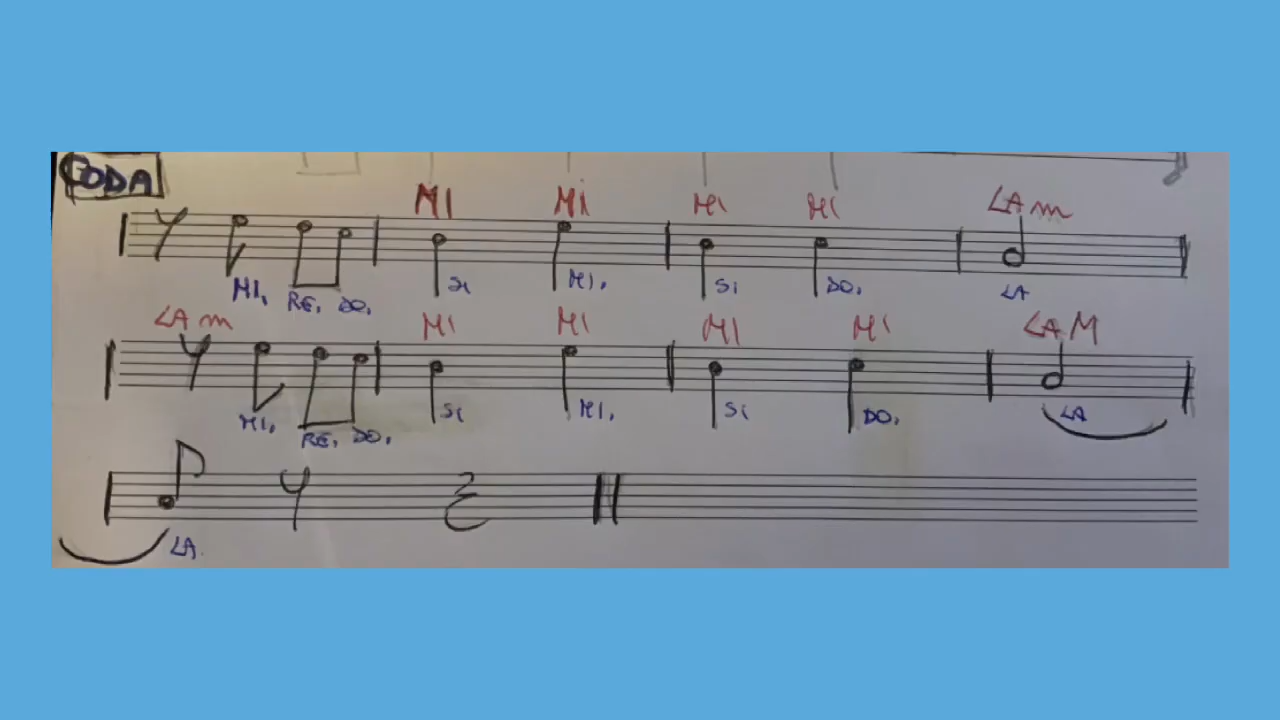 CODA
MI Mi Mi Mi LA m
MI, RE, DO, Si Mi, Si DO, LA
LA m Mi Mi Mi Mi LA M
MI, RE, DO, Si Mi, Si DO, LA
LA.